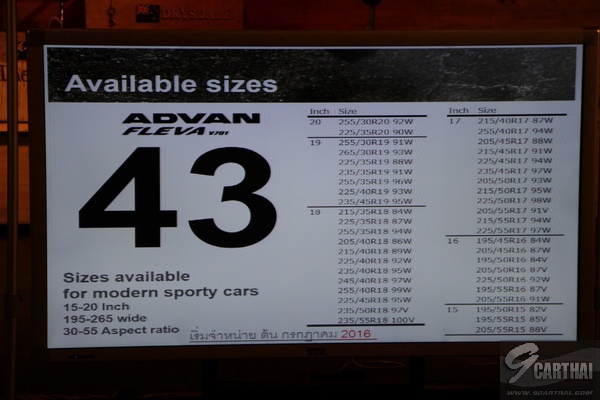 DRYSDALE
Available sizes
ADVAN
FLEVA V701
43
Sizes available
for modern sporty cars
15-20 Inch
195-265 wide
30-55 Aspect ratio
เริ่มจำหน่าย ต้น กรกฎาคม 2016
Inch Size
20 255/30R20 92W
225/35R20 90W
19 255/30R19 91W
265/30R19 93W
225/35R19 88W
235/35R19 91W
255/35R19 96W
225/40R19 93W
245/40R19 95W
18 215/35R18 84W
225/35R18 87W
255/35R18 94W
205/40R18 86W
215/40R18 89W
225/40R18 92W
235/40R18 95W
245/40R18 97W
255/40R18 99W
225/45R18 95W
235/50R18 97V
235/55R18 100V
Inch Size
17 215/40R17 87W
255/40R17 94W
205/45R17 88W
215/45R17 91W
225/45R17 94W
235/45R17 97W
205/50R17 93W
215/50R17 95W
225/50R17 98W
205/55R17 91V
215/55R17 94W
225/55R17 97W
16 195/45R16 84W
205/45R16 87W
195/50R16 84V
205/50R16 87V
225/50R16 92V
195/55R16 87V
205/55R16 91W
15 195/50R15 82V
195/55R15 85V
205/55R15 88V
9CARTHAI
WWW.9CARTHAI.COM